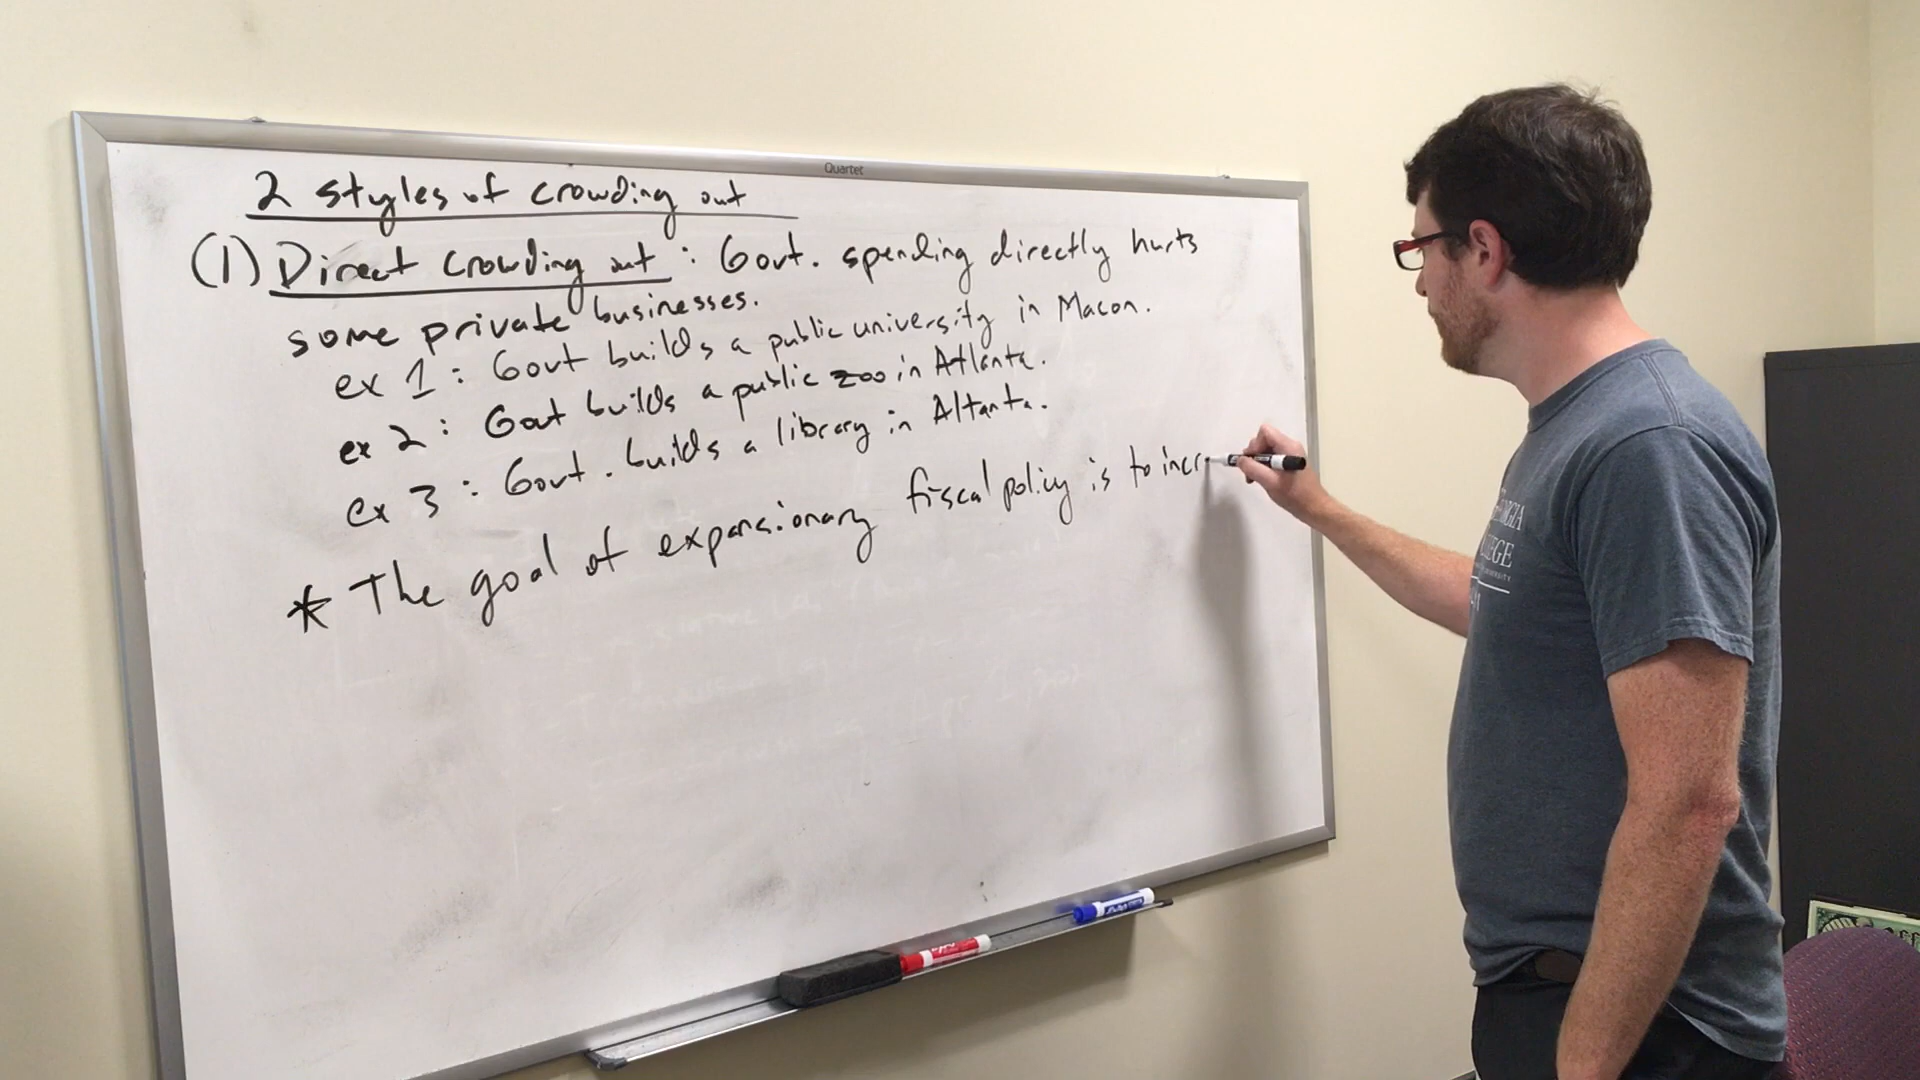 Quartet
2 styles of crowding out
(1) Direct crowding out : Govt. spending directly hurts
some private businesses.
ex 1 : Govt builds a public university in Macon.
ex 2 : Govt builds a public zoo in Atlanta.
ex 3 : Govt. builds a library in Altanta.
* The goal of expansionary fiscal policy is to incr